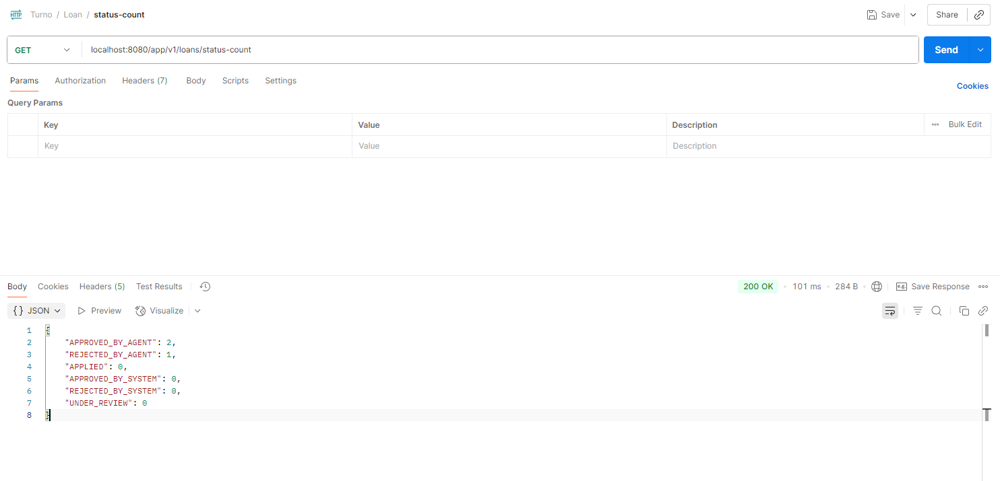 HTTP Turno / Loan / status-count Save Share
GET localhost:8080/app/v1/loans/status-count Send
Params Authorization Headers (7) Body Scripts Settings Cookies
Query Params
Key Value Description ••• Bulk Edit
Key Value Description
Body Cookies Headers (5) Test Results 200 OK • 101 ms • 284 B • e.g. Save Response •••
{} JSON Preview Visualize
1 {
2 "APPROVED_BY_AGENT": 2,
3 "REJECTED_BY_AGENT": 1,
4 "APPLIED": 0,
5 "APPROVED_BY_SYSTEM": 0,
6 "REJECTED_BY_SYSTEM": 0,
7 "UNDER_REVIEW": 0
8 }